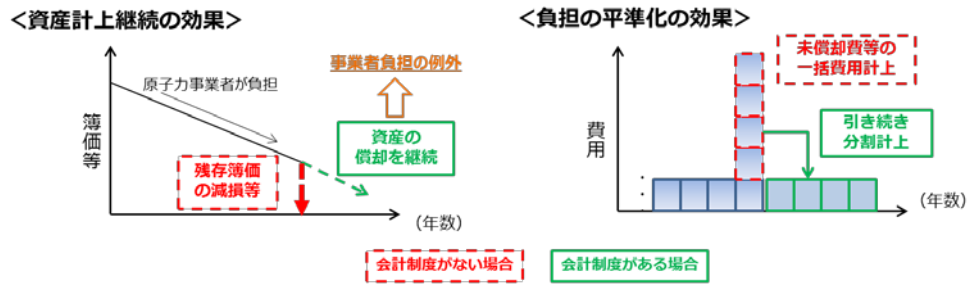 ＜資産計上継続の効果＞
簿価等
原子力事業者が負担
事業者負担の例外
資産の
償却を継続
残存簿価
の減損等
（年数）
＜負担の平準化の効果＞
費用
未償却費等の
一括費用計上
引き続き
分割計上
（年数）
会計制度がない場合
会計制度がある場合